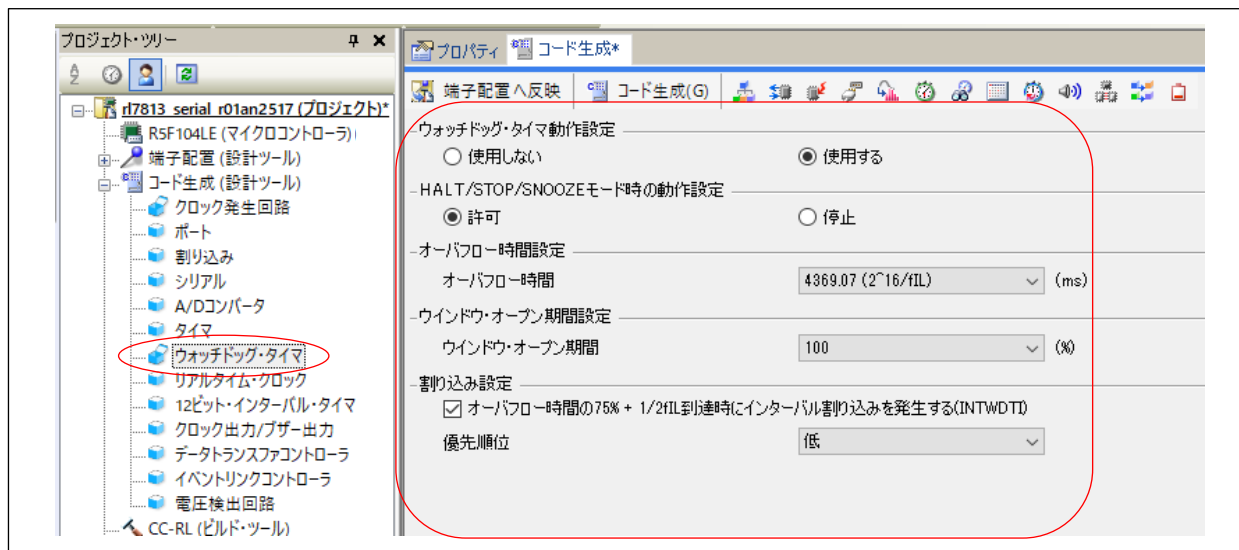 プロジェクト・ツリー
プロパティ
コード生成*
端子配置へ反映
コード生成(G)
rl7813_serial_r01an2517 (プロジェクト)*
R5F104LE (マイクロコントローラ)
端子配置 (設計ツール)
コード生成 (設計ツール)
クロック発生回路
ポート
割り込み
シリアル
A/Dコンバータ
タイマ
ウォッチドッグ・タイマ
リアルタイム・クロック
12ビット・インターバル・タイマ
クロック出力/ブザー出力
データトランスファコントローラ
イベントリンクコントローラ
電圧検出回路
CC-RL (ビルド・ツール)
ウォッチドッグ・タイマ動作設定
使用しない
使用する
HALT/STOP/SNOOZEモード時の動作設定
許可
停止
オーバフロー時間設定
オーバフロー時間
4369.07 (2^16/fIL)
(ms)
ウインドウ・オープン期間設定
ウインドウ・オープン期間
100
(%)
割り込み設定
オーバフロー時間の75% + 1/2fIL到達時にインターバル割り込みを発生する(INTWDTI)
優先順位
低